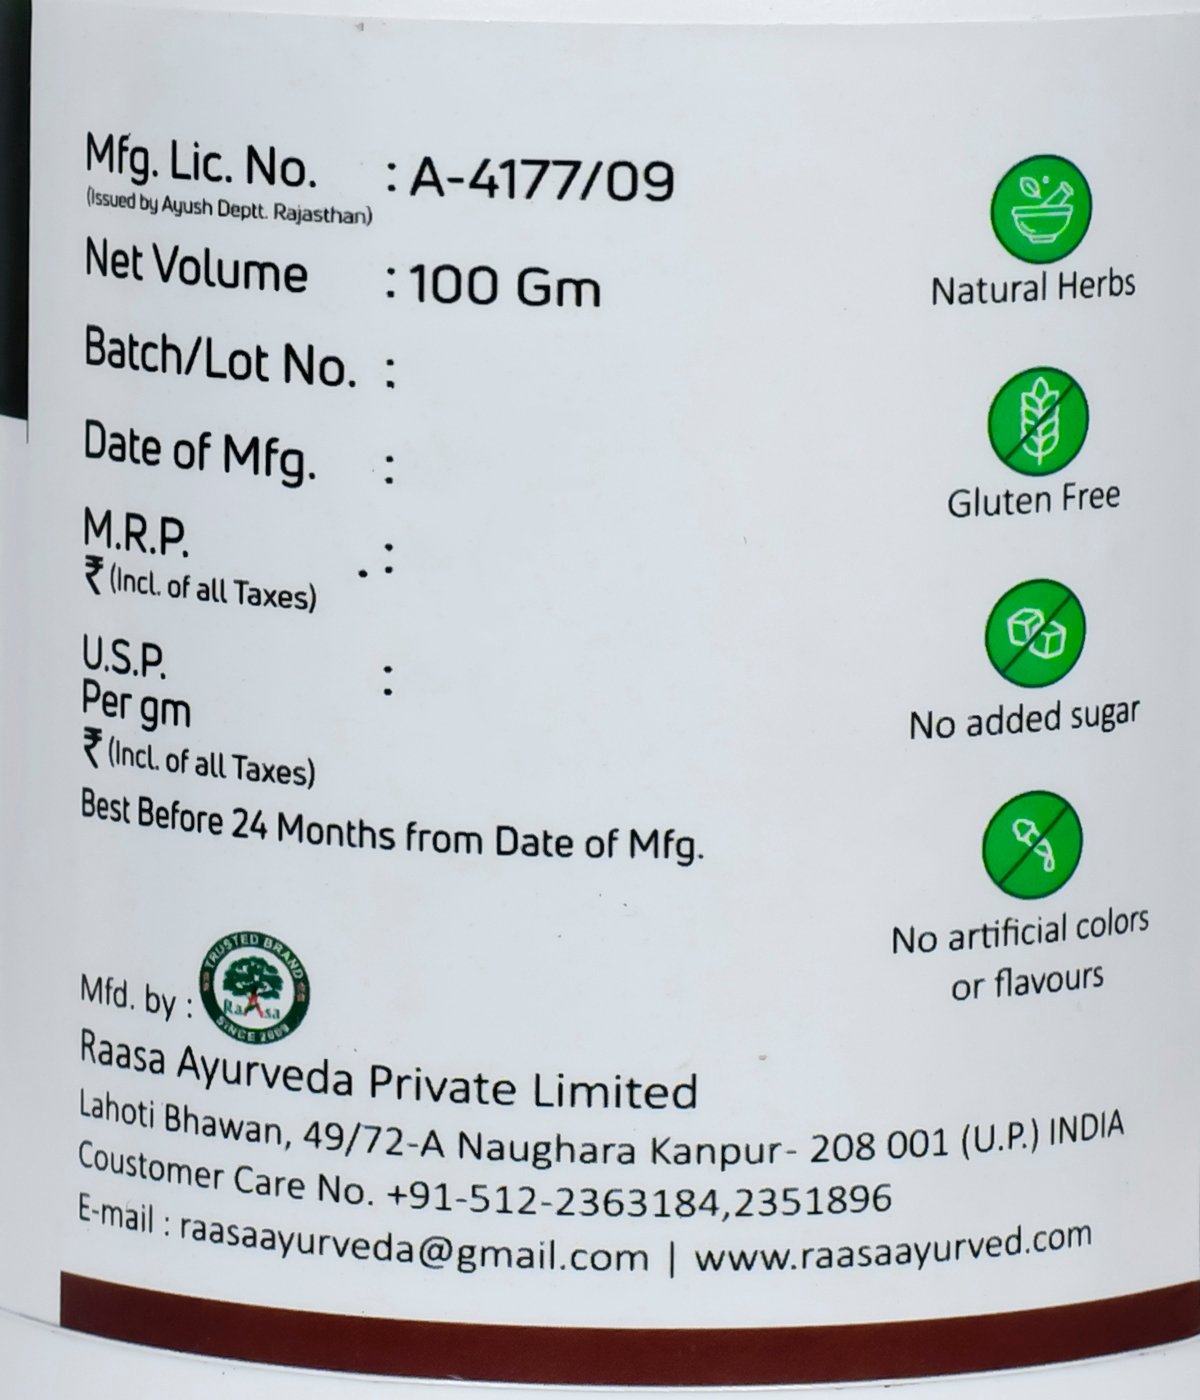 Mfg. Lic. No. : A-4177/09
(Issued by Ayush Deptt. Rajasthan)
Net Volume : 100 Gm
Batch/Lot No. :
Date of Mfg. :
M.R.P. . :
₹ (Incl. of all Taxes)
U.S.P. :
Per gm
₹ (Incl. of all Taxes)
Best Before 24 Months from Date of Mfg.
Natural Herbs
Gluten Free
No added sugar
No artificial colors
or flavours
Mfd. by :
TRUSTED BRAND
RaAsa
SINCE 2009
Raasa Ayurveda Private Limited
Lahoti Bhawan, 49/72-A Naughara Kanpur- 208 001 (U.P.) INDIA
Coustomer Care No. +91-512-2363184,2351896
E-mail : raasaayurveda@gmail.com | www.raasaayurved.com